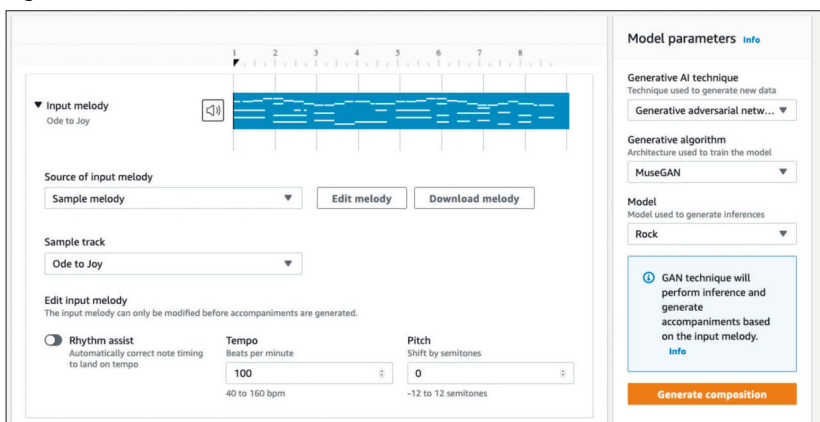 1 2 3 4 5 6 7 8
Input melody
Ode to Joy
Source of input melody
Sample melody
Edit melody
Download melody
Sample track
Ode to Joy
Edit input melody
The input melody can only be modified before accompaniments are generated.
Rhythm assist
Automatically correct note timing
to land on tempo
Tempo
Beats per minute
100
40 to 160 bpm
Pitch
Shift by semitones
0
-12 to 12 semitones
Model parameters Info
Generative AI technique
Technique used to generate new data
Generative adversarial netw...
Generative algorithm
Architecture used to train the model
MuseGAN
Model
Model used to generate inferences
Rock
GAN technique will
perform inference and
generate
accompaniments based
on the input melody.
Info
Generate composition